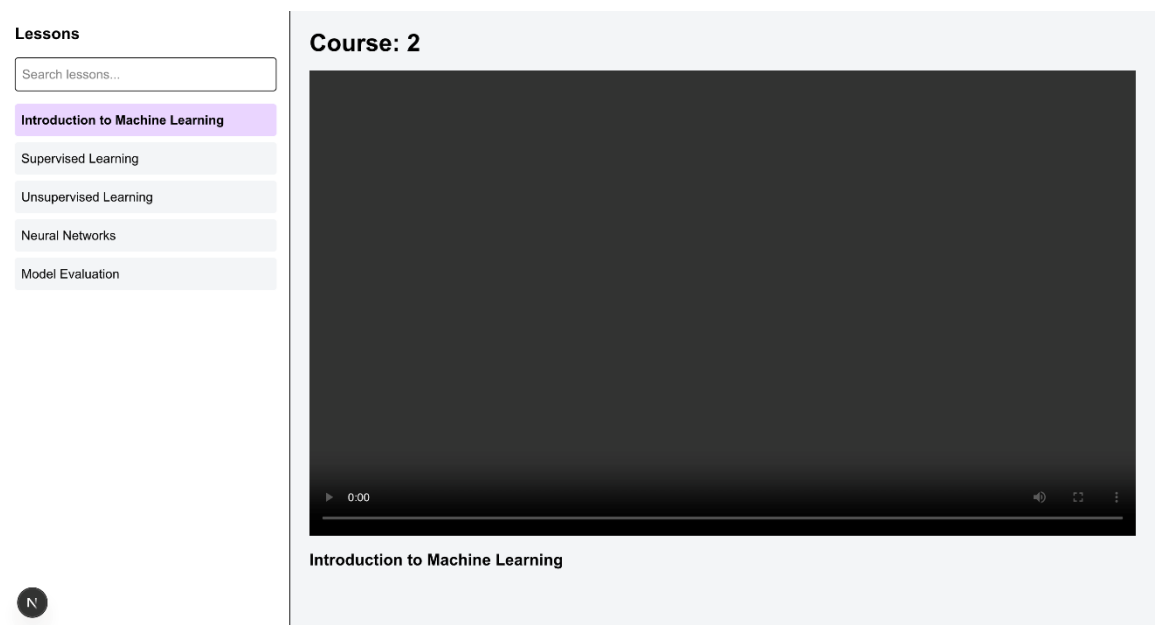 Lessons
Search lessons...
Introduction to Machine Learning
Supervised Learning
Unsupervised Learning
Neural Networks
Model Evaluation
N
Course: 2
0:00
Introduction to Machine Learning